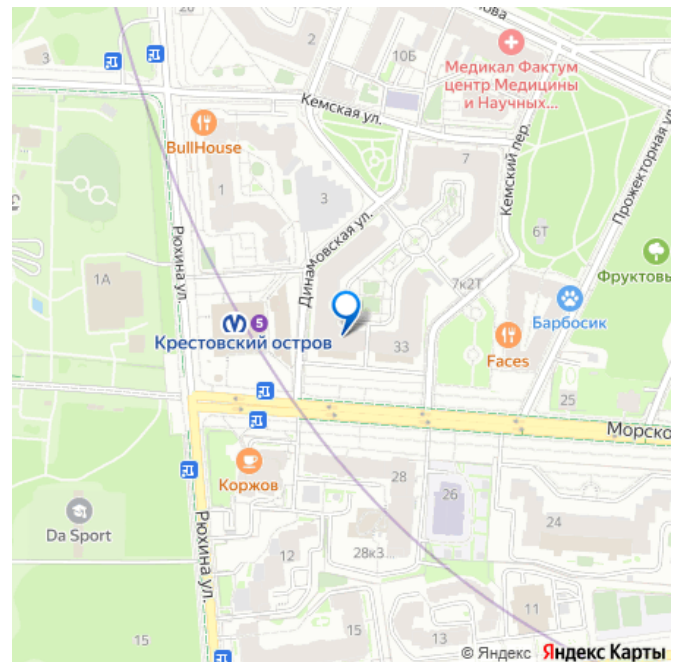 нова
3
2
10Б
Медикал Фактум
центр Медицины
и Научных...
Кемская ул.
BullHouse
Прожекторная ул.
1
3
7
Кемский пер.
Рюхина ул.
Динамовская ул.
6Т
1А
Фруктовы
7к2Т
Барбосик
5
Крестовский остров
33
Faces
25
Морско
Коржов
28
26
Da Sport
24
Рюхина ул.
12
28к3
11
15
15
13
© Яндекс Яндекс Карты